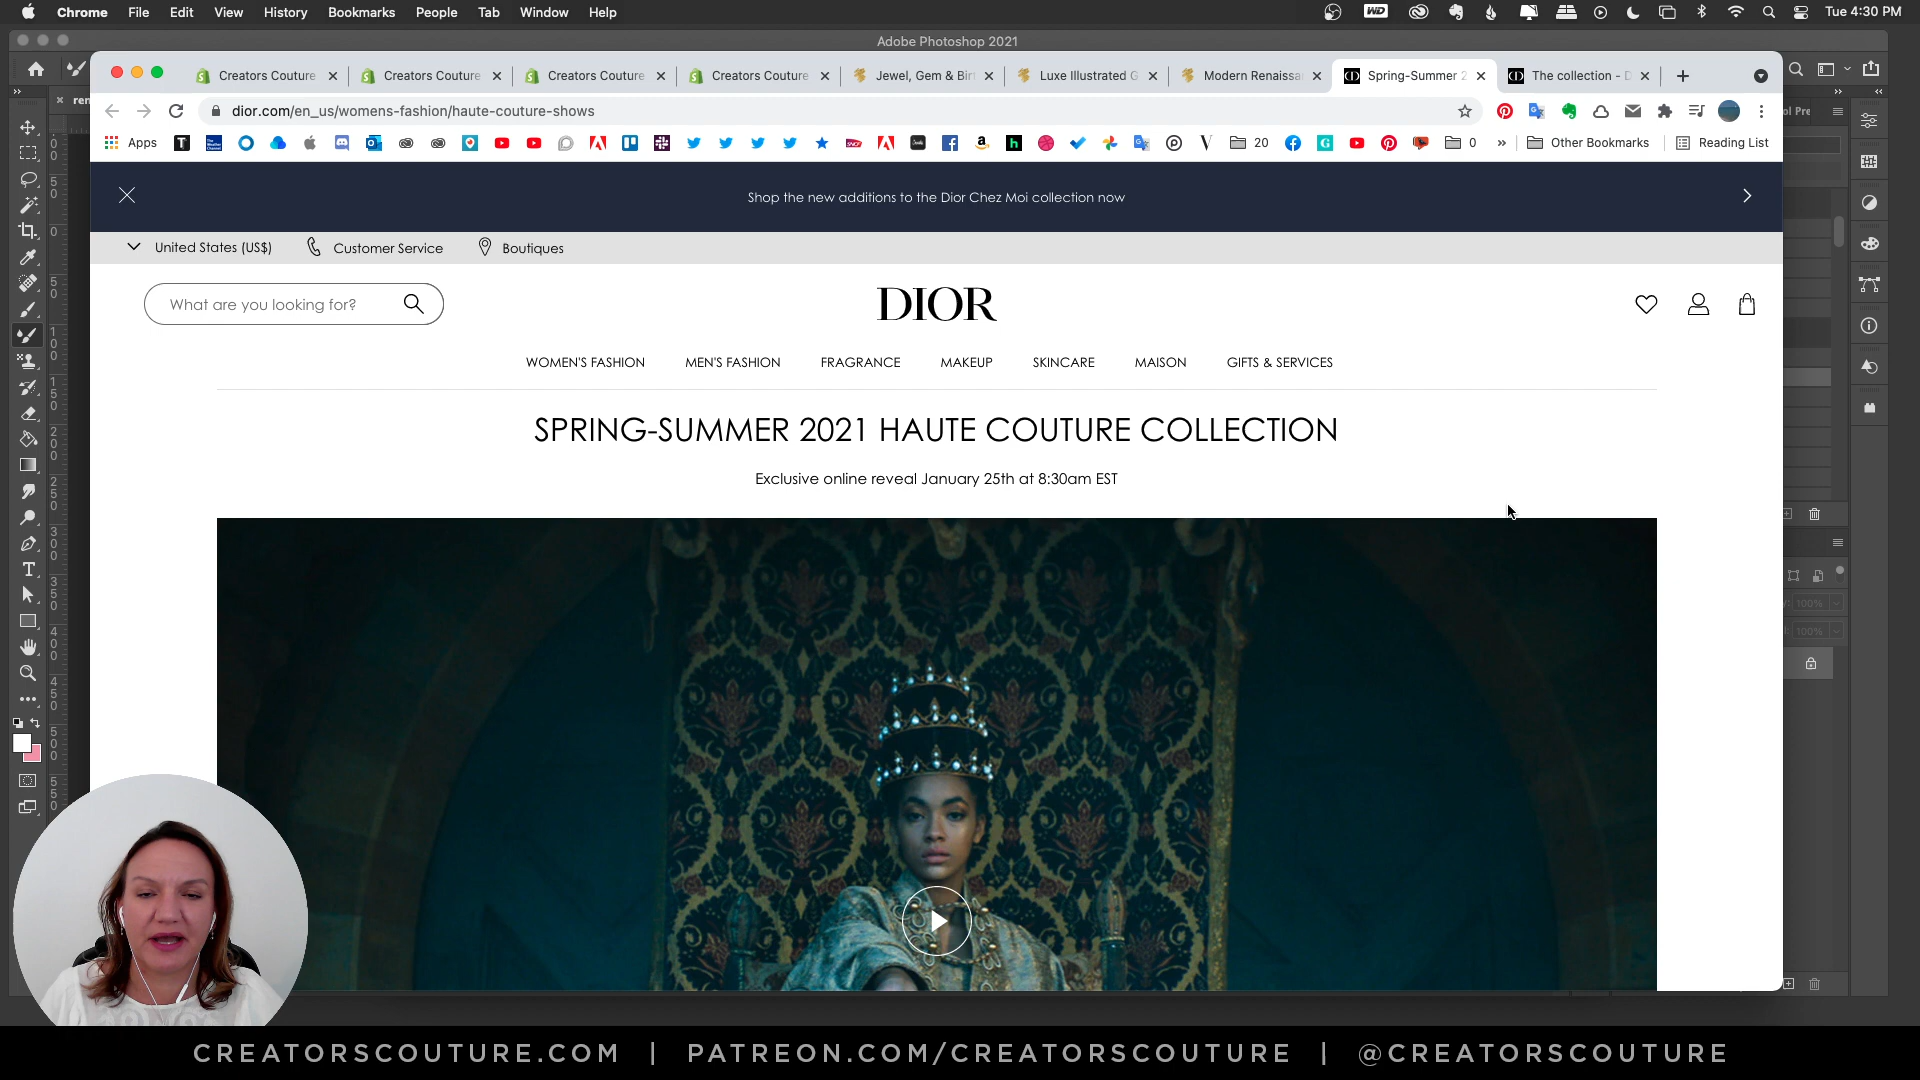 Chrome File Edit View History Bookmarks People Tab Window Help
WD
Tue 4:30 PM
Adobe Photoshop 2021
Creators Couture
Creators Couture
Creators Couture
Creators Couture
Jewel, Gem & Bir
Luxe Illustrated G
Modern Renaissa
Spring-Summer 2
The collection - D
ren
dior.com/en_us/womens-fashion/haute-couture-shows
Apps
20
0
»
Other Bookmarks
Reading List
Shop the new additions to the Dior Chez Moi collection now
United States (US$)
Customer Service
Boutiques
What are you looking for?
DIOR
WOMEN'S FASHION MEN'S FASHION FRAGRANCE MAKEUP SKINCARE MAISON GIFTS & SERVICES
SPRING-SUMMER 2021 HAUTE COUTURE COLLECTION
Exclusive online reveal January 25th at 8:30am EST
100%
100%
CREATORSCOUTURE.COM | PATREON.COM/CREATORSCOUTURE | @CREATORSCOUTURE